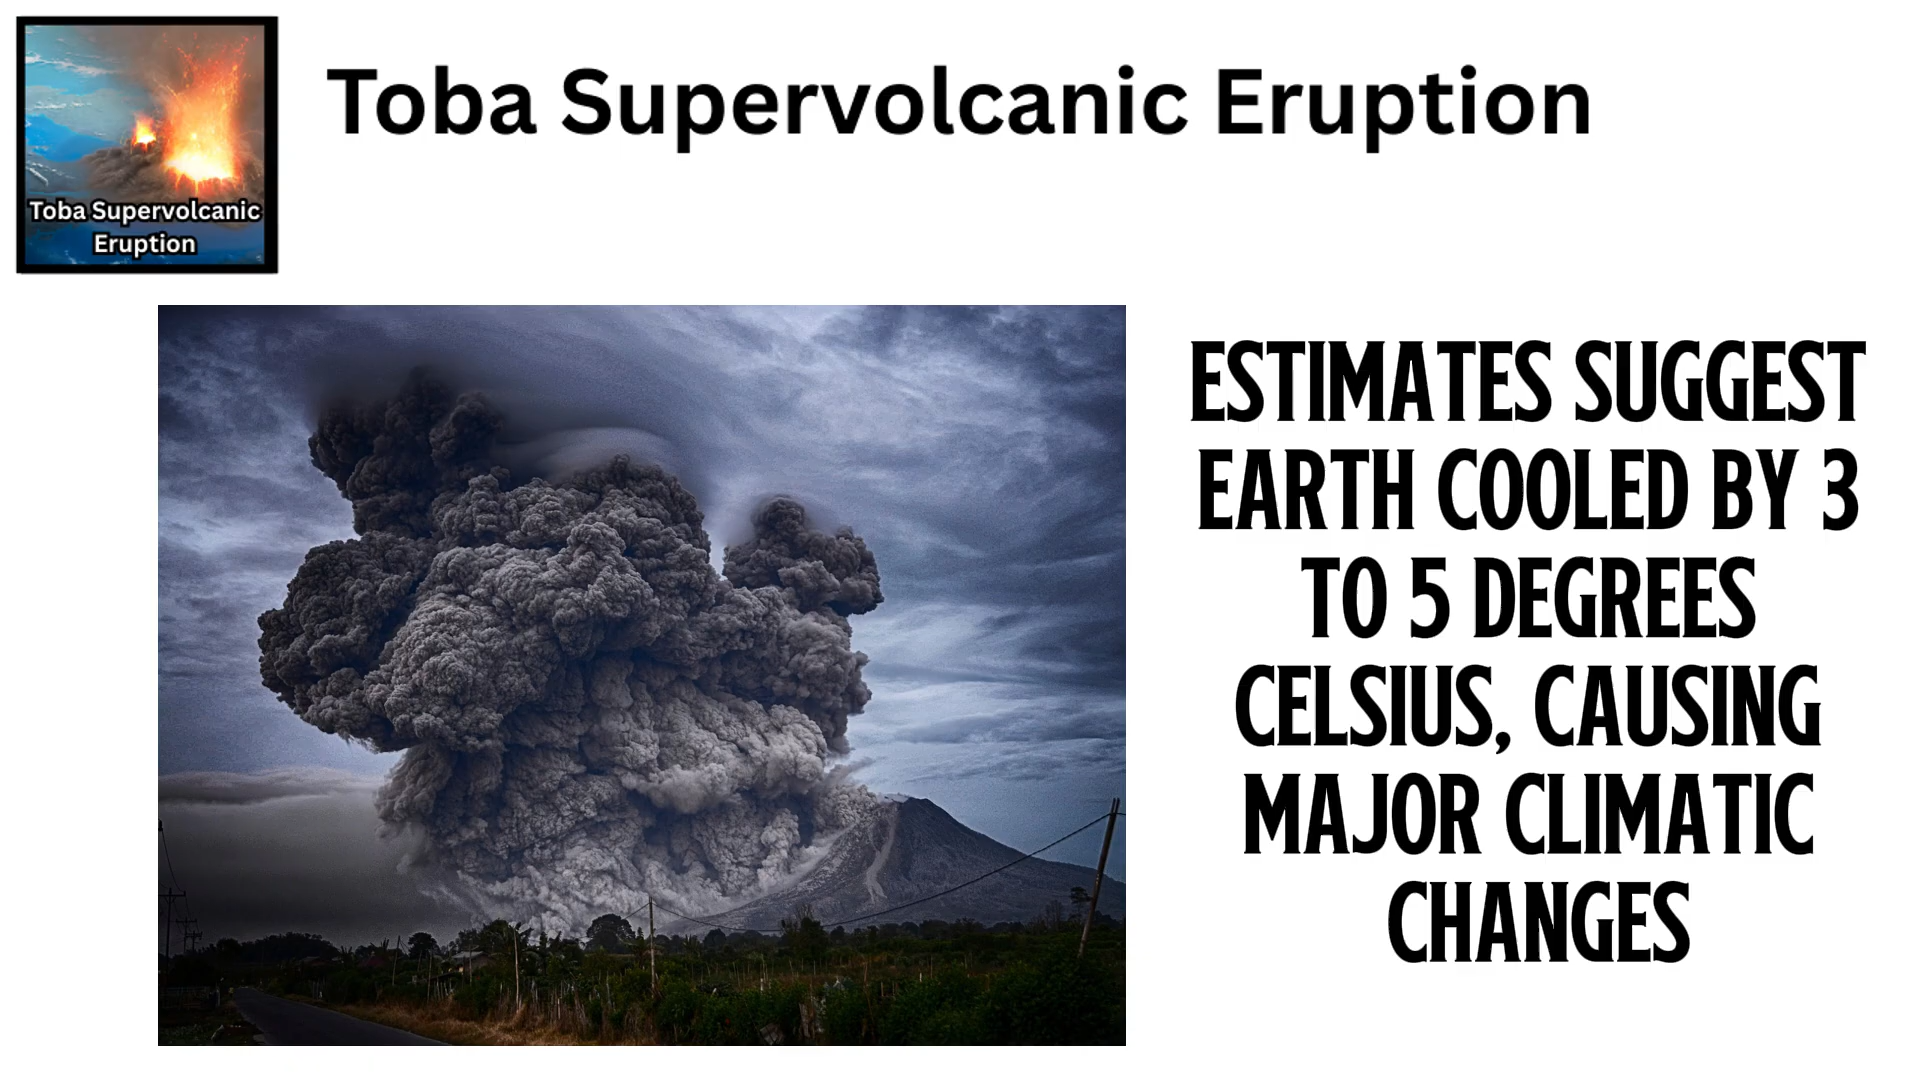 Toba Supervolcanic Eruption
Toba Supervolcanic
Eruption
ESTIMATES SUGGEST
EARTH COOLED BY 3
TO 5 DEGREES
CELSIUS, CAUSING
MAJOR CLIMATIC
CHANGES